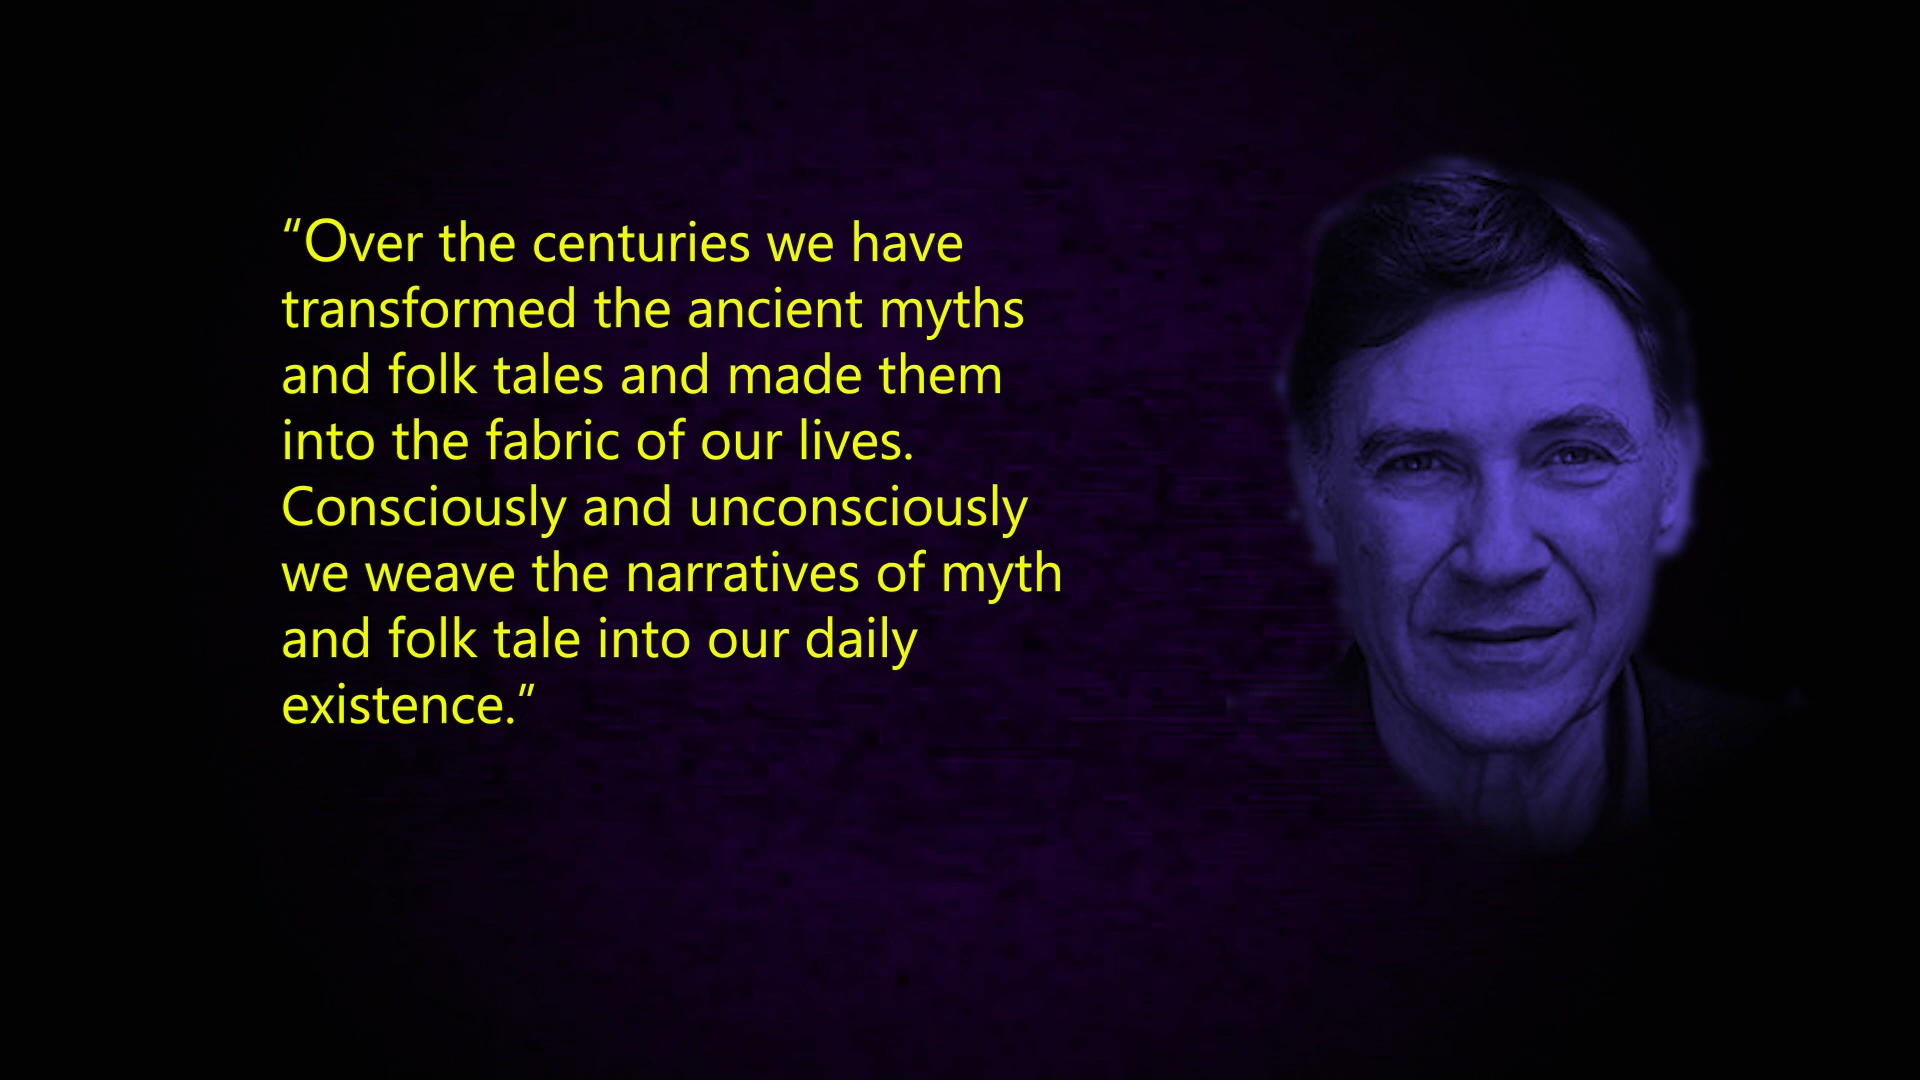 “Over the centuries we have
transformed the ancient myths
and folk tales and made them
into the fabric of our lives.
Consciously and unconsciously
we weave the narratives of myth
and folk tale into our daily
existence.”